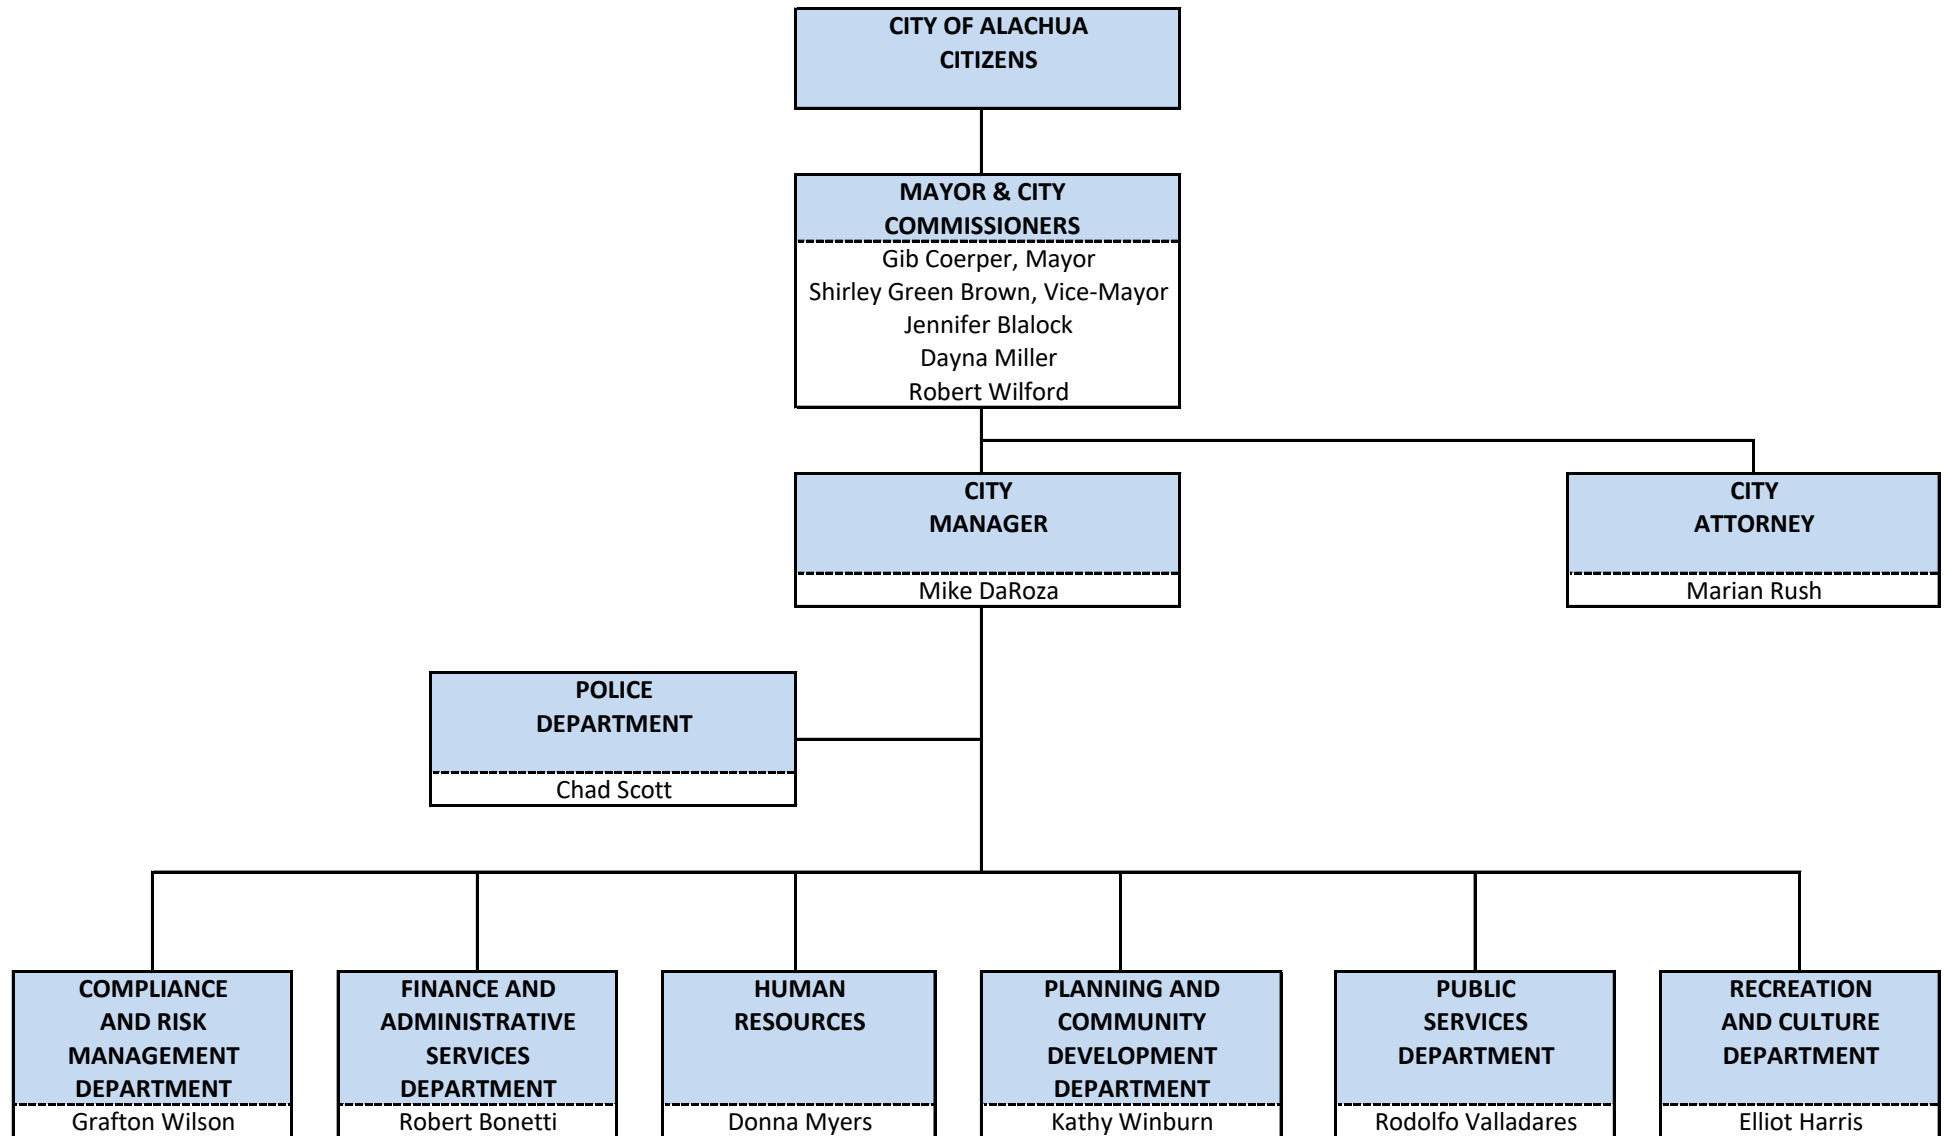 CITY OF ALACHUA
CITIZENS
MAYOR & CITY
COMMISSIONERS
Gib Coerper, Mayor
Shirley Green Brown, Vice-Mayor
Jennifer Blalock
Dayna Miller
Robert Wilford
CITY
MANAGER
Mike DaRoza
CITY
ATTORNEY
Marian Rush
POLICE
DEPARTMENT
Chad Scott
COMPLIANCE
AND RISK
MANAGEMENT
DEPARTMENT
Grafton Wilson
FINANCE AND
ADMINISTRATIVE
SERVICES
DEPARTMENT
Robert Bonetti
HUMAN
RESOURCES
Donna Myers
PLANNING AND
COMMUNITY
DEVELOPMENT
DEPARTMENT
Kathy Winburn
PUBLIC
SERVICES
DEPARTMENT
Rodolfo Valladares
RECREATION
AND CULTURE
DEPARTMENT
Elliot Harris